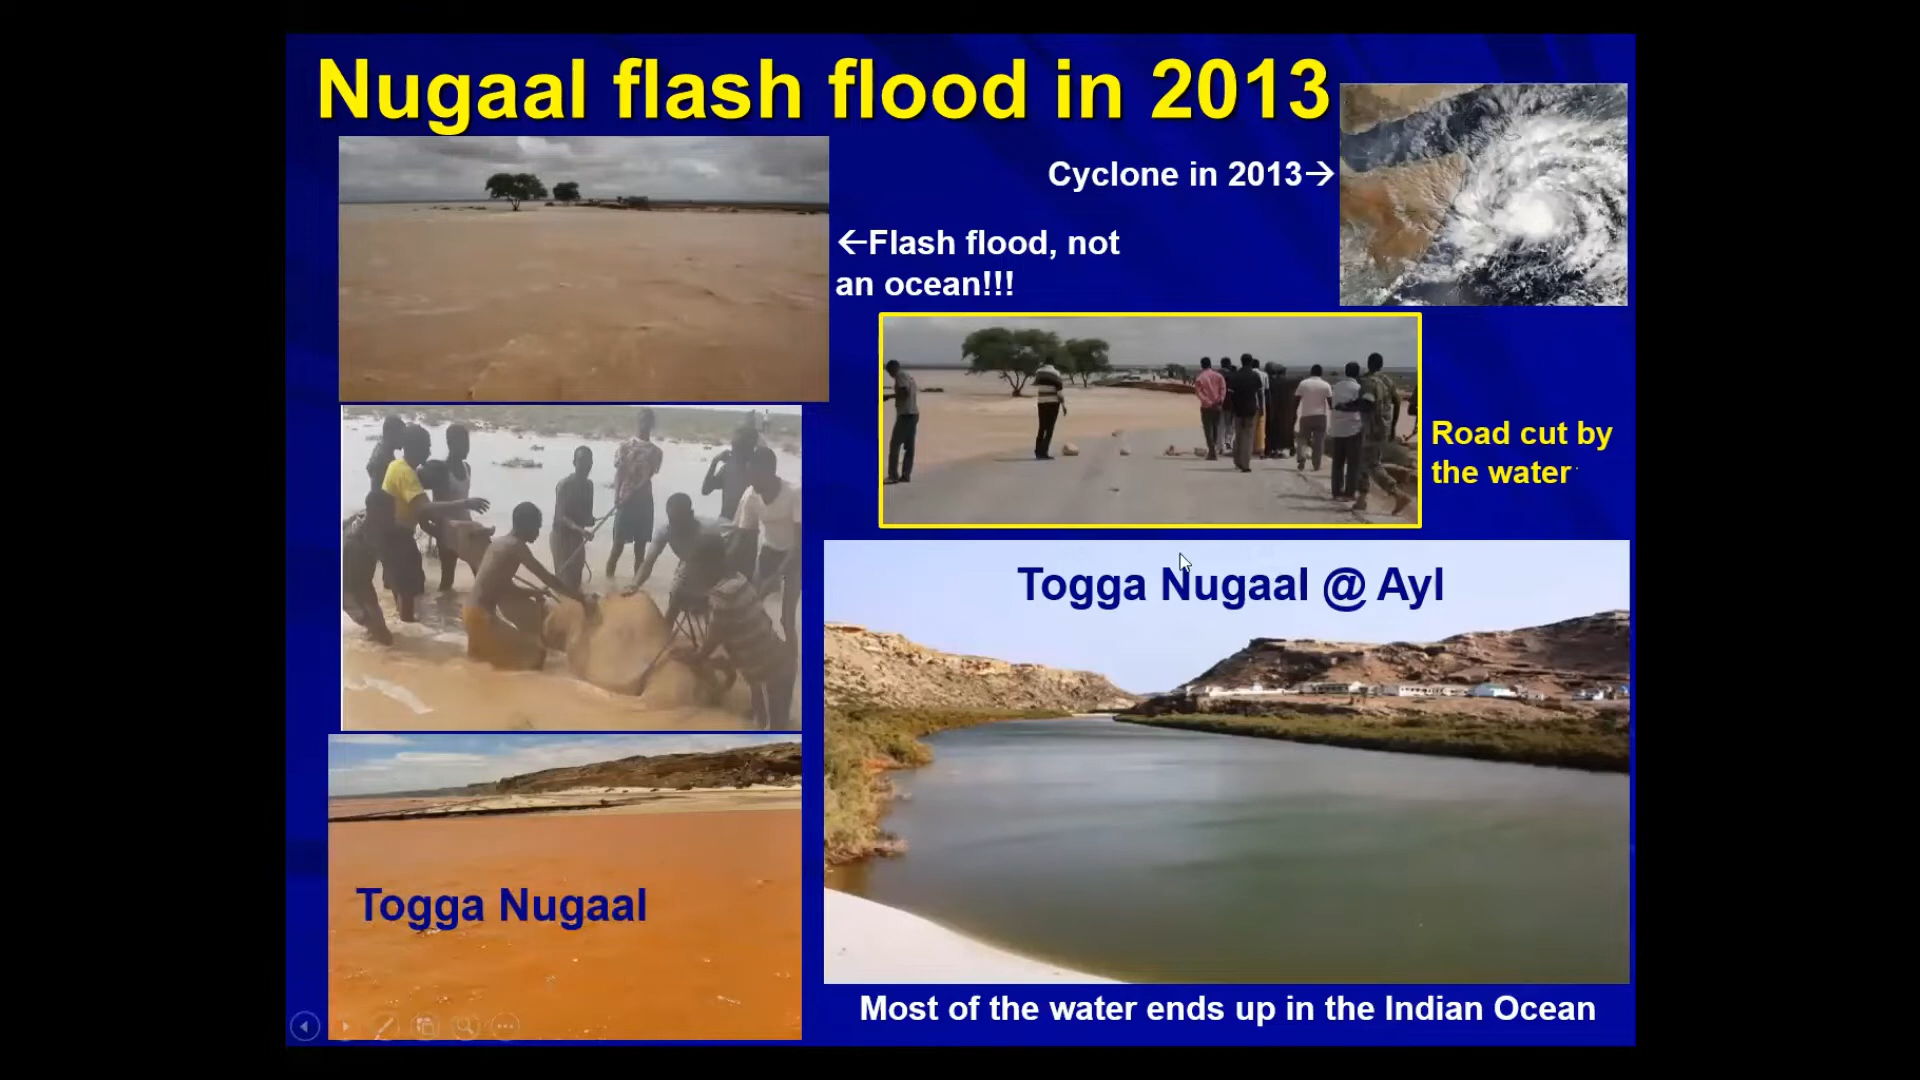 Nugaal flash flood in 2013
Cyclone in 2013→
←Flash flood, not
an ocean!!!
Road cut by
the water
Togga Nugaal @ Ayl
Togga Nugaal
Most of the water ends up in the Indian Ocean